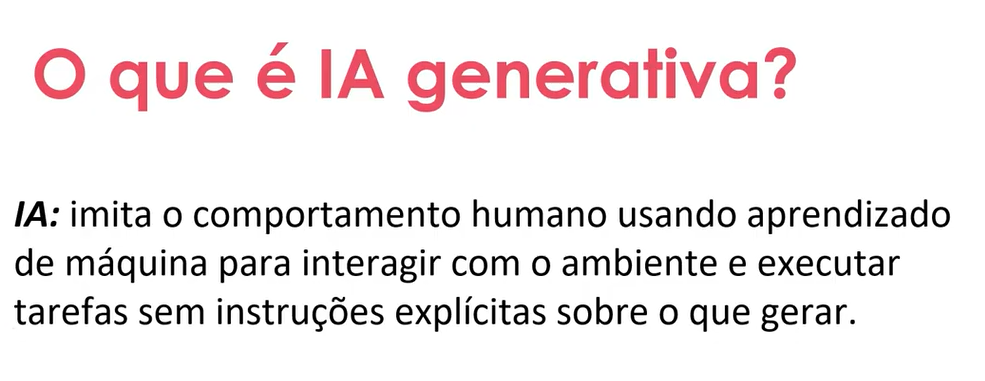 O que é IA generativa?
IA: imita o comportamento humano usando aprendizado
de máquina para interagir com o ambiente e executar
tarefas sem instruções explícitas sobre o que gerar.